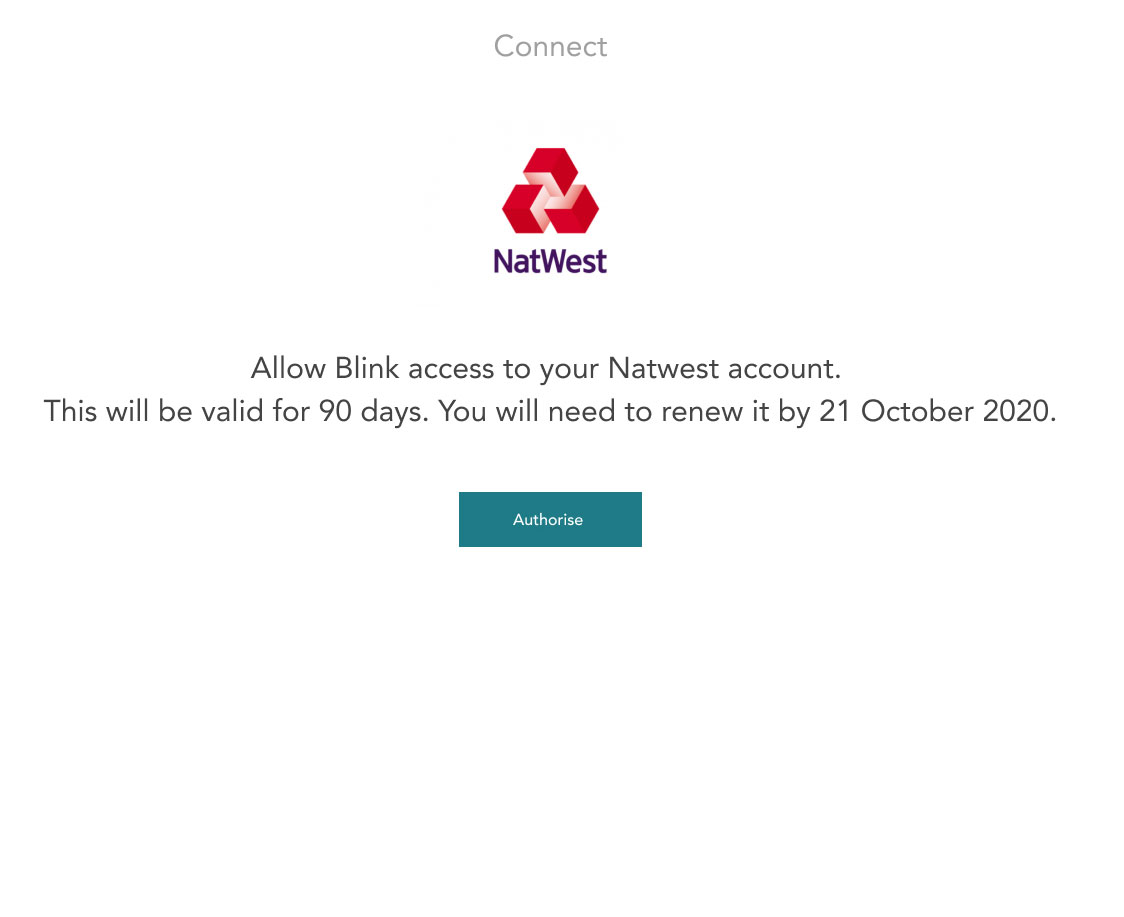 Connect
NatWest
Allow Blink access to your Natwest account.
This will be valid for 90 days. You will need to renew it by 21 October 2020.
Authorise